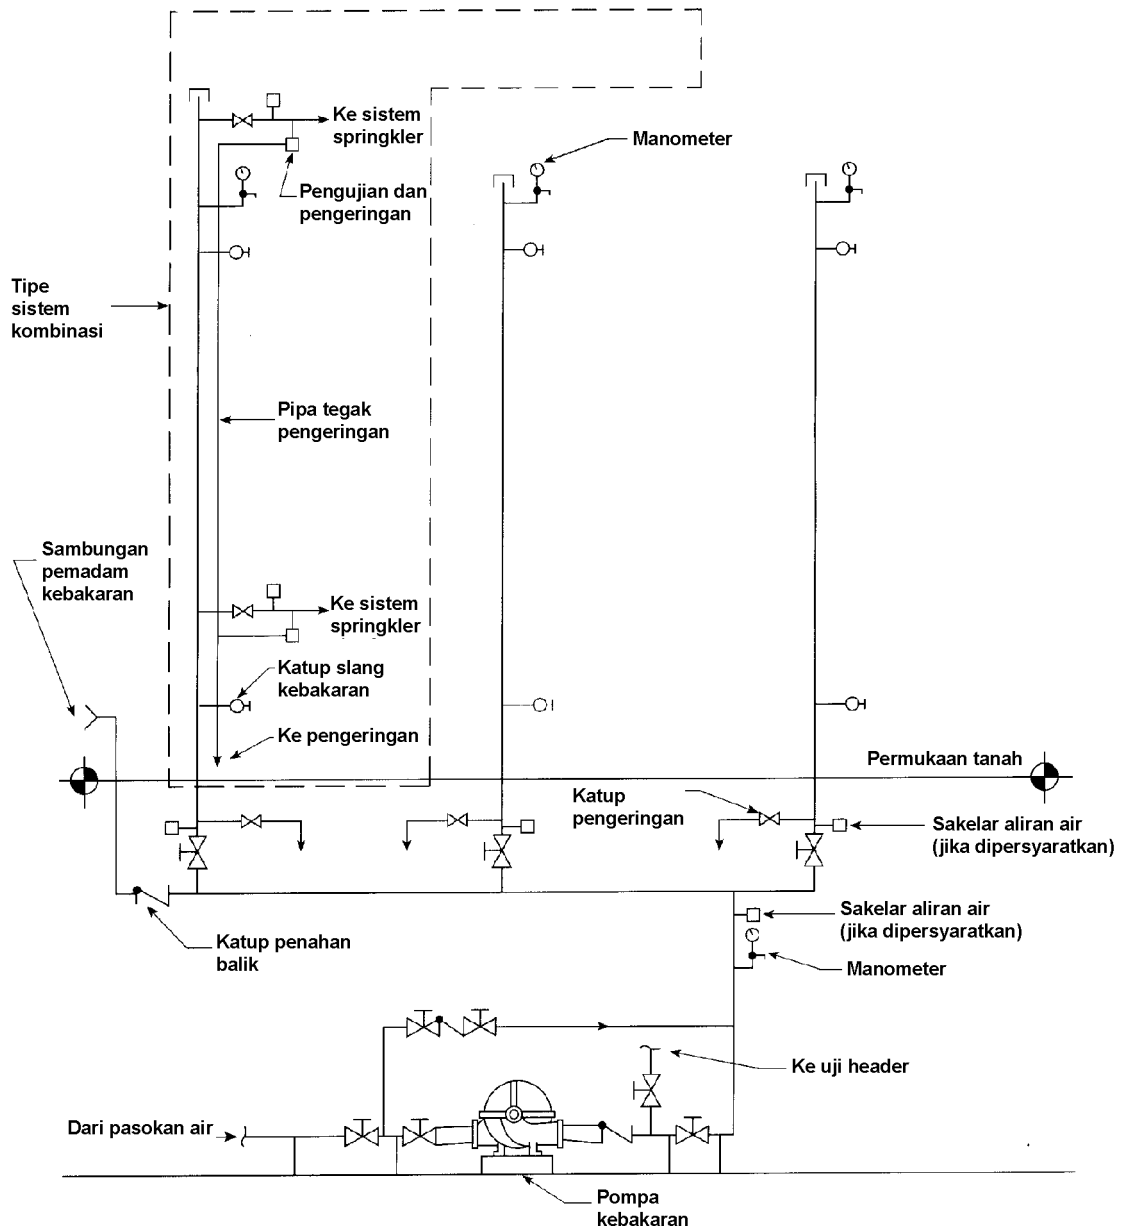 Ke sistem
springkler
Manometer
Pengujian dan
pengeringan
Tipe
sistem
kombinasi
Pipa tegak
pengeringan
Sambungan
pemadam
kebakaran
Ke sistem
springkler
Katup slang
kebakaran
Ke pengeringan
Permukaan tanah
Katup
pengeringan
Sakelar aliran air
(jika dipersyaratkan)
Sakelar aliran air
(jika dipersyaratkan)
Katup penahan
balik
Manometer
Ke uji header
Dari pasokan air
Pompa
kebakaran